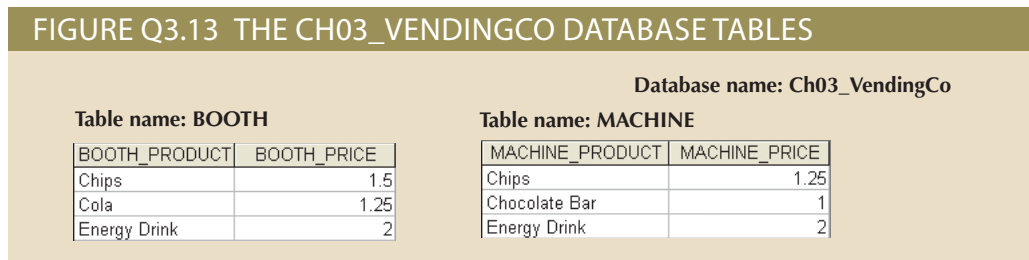 FIGURE Q3.13 THE CH03_VENDINGCO DATABASE TABLES
Database name: Ch03_VendingCo
Table name: BOOTH
BOOTH_PRODUCT BOOTH_PRICE
Chips 1.5
Cola 1.25
Energy Drink 2
Table name: MACHINE
MACHINE_PRODUCT MACHINE_PRICE
Chips 1.25
Chocolate Bar 1
Energy Drink 2